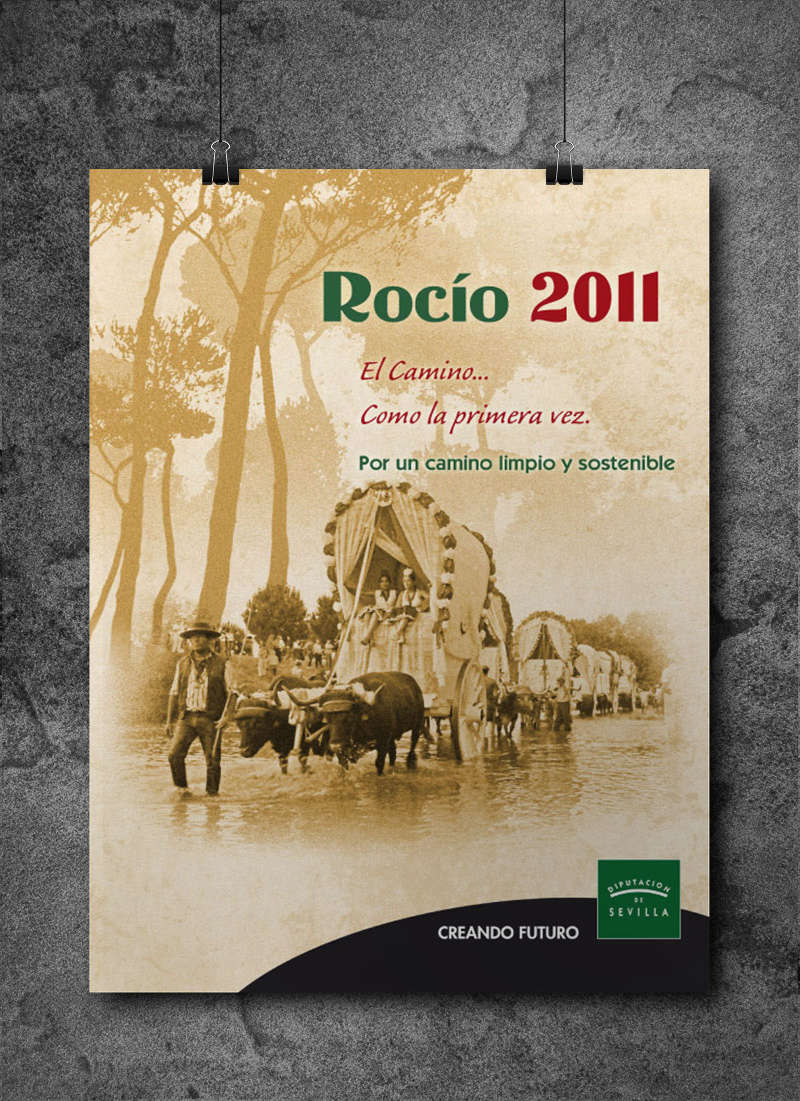 Rocío 2011
El Camino...
Como la primera vez.
Por un camino limpio y sostenible
CREANDO FUTURO
DIPUTACION
DE
SEVILLA